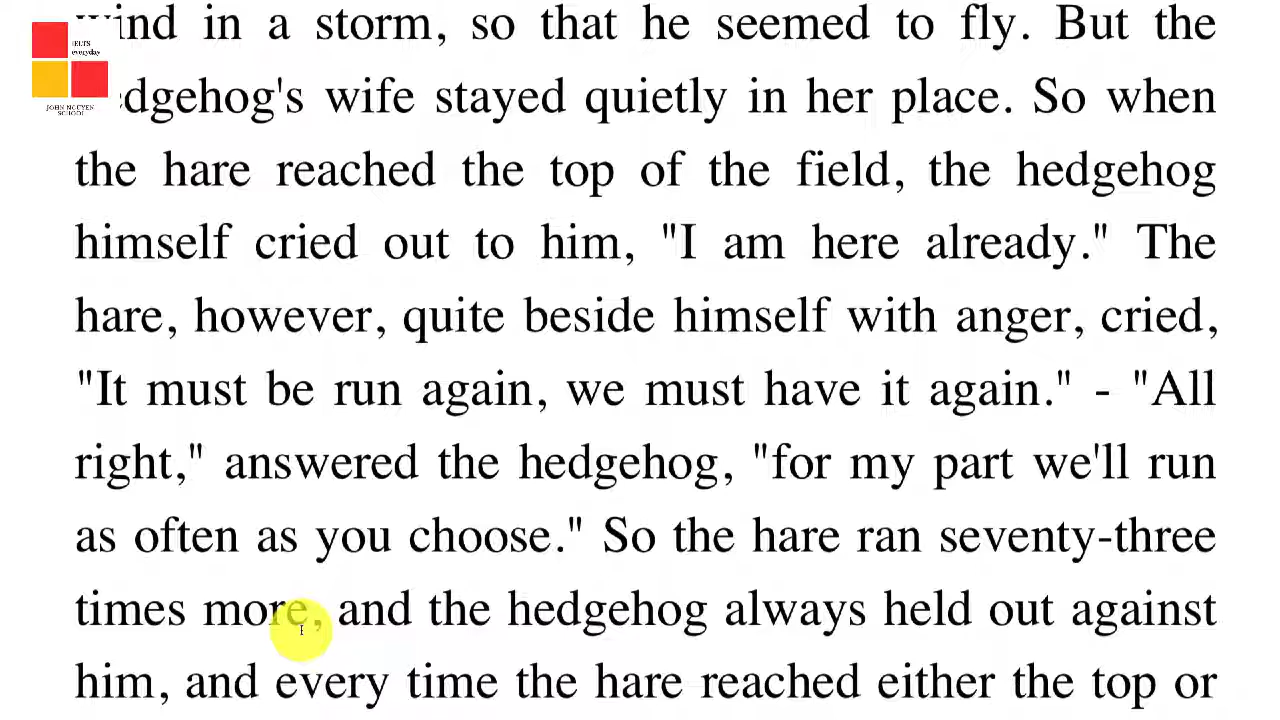 IELTS
everyday
JOHN NGUYEN
SCHOOL
in a storm, so that he seemed to fly. But the
wife stayed quietly in her place. So when
the hare reached the top of the field, the hedgehog
himself cried out to him, "I am here already." The
hare, however, quite beside himself with anger, cried,
"It must be run again, we must have it again." - "All
right," answered the hedgehog, "for my part we'll run
as often as you choose." So the hare ran seventy-three
times more, and the hedgehog always held out against
him, and every time the hare reached either the top or